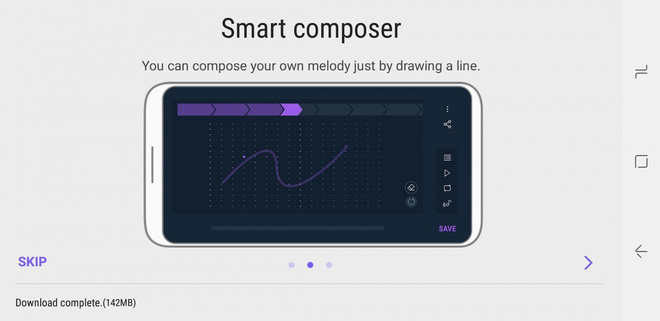 Smart composer
You can compose your own melody just by drawing a line.
SAVE
SKIP
Download complete.(142MB)